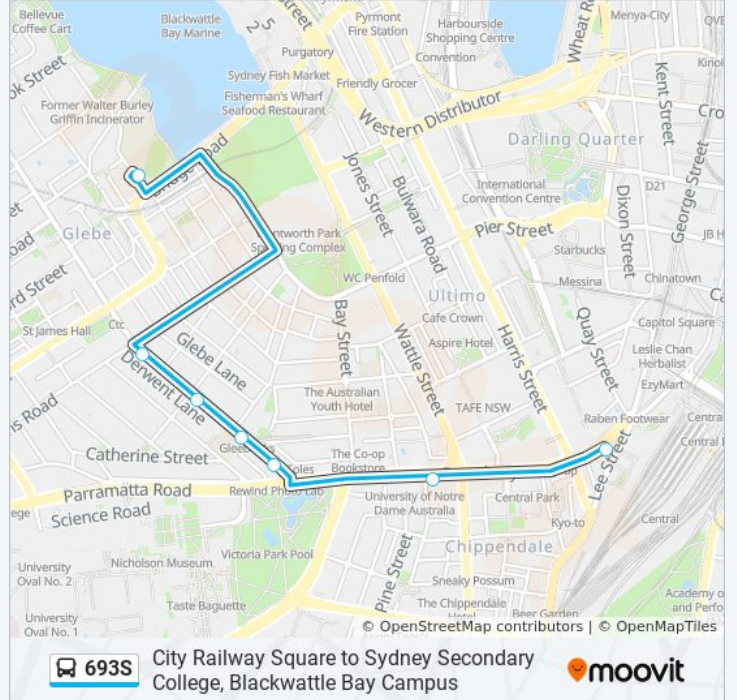 Bellevue
Coffee Cart
Blackwattle
Bay Marine
Pyrmont
Fire Station
Harbourside
Shopping Centre
Menya-City
Wheat
Purgatory
Convention
Kent Street
Sydney Fish Market
Friendly Grocer
Former Walter Burley
Griffin Incinerator
Fisherman's Wharf
Seafood Restaurant
Western Distributor
Darling Quarter
Jones Street
Bulwara Road
International
Convention Centre
D21
Dixon Street
George Street
Glebe
Pier Street
Starbucks
WC Penfold
Messina
Chinatown
Ultimo
St James Hall
Ctc
Bay Street
Cafe Crown
Capitol Square
Aspire Hotel
Quay Street
Wattle Street
Harris Street
Leslie Chan
Herbalist
EzyMart
Glebe Lane
Derwent Lane
The Australian
Youth Hotel
TAFE NSW
Raben Footwear
Catherine Street
The Co-op
Bookstore
Lee Street
Parramatta Road
University of Notre
Dame Australia
Central Park
Science Road
Kyo-to
Central
Victoria Park Pool
Chippendale
University
Oval No. 2
Nicholson Museum
Pine Street
Sneaky Possum
Taste Baguette
The Chippendale
University
Oval No. 1
Beer Garden
© OpenStreetMap contributors | © OpenMapTiles
693S
City Railway Square to Sydney Secondary
College, Blackwattle Bay Campus
moovit